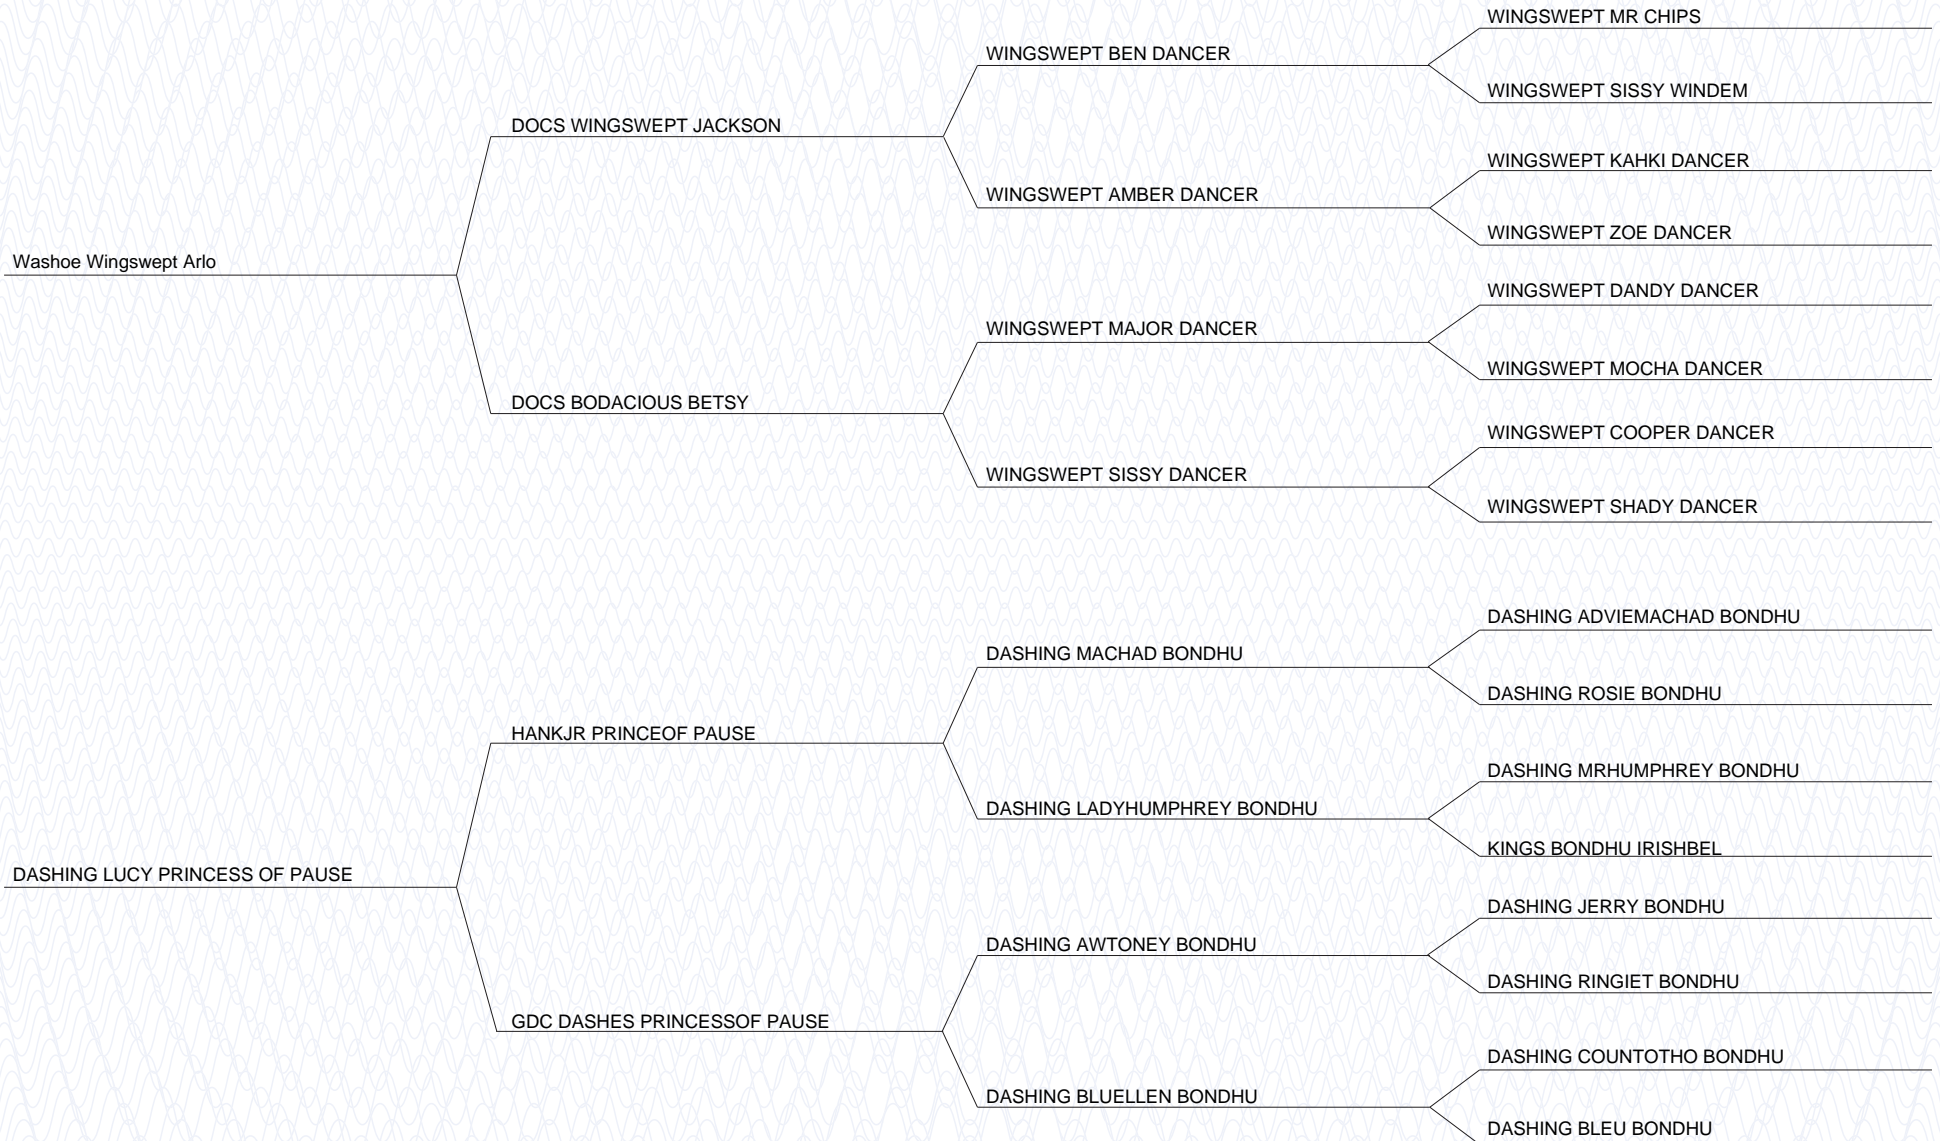 WINGSWEPT MR CHIPS
WINGSWEPT BEN DANCER
WINGSWEPT SISSY WINDEM
DOCS WINGSWEPT JACKSON
WINGSWEPT KAHKI DANCER
WINGSWEPT AMBER DANCER
WINGSWEPT ZOE DANCER
Washoe Wingswept Arlo
WINGSWEPT DANDY DANCER
WINGSWEPT MAJOR DANCER
WINGSWEPT MOCHA DANCER
DOCS BODACIOUS BETSY
WINGSWEPT COOPER DANCER
WINGSWEPT SISSY DANCER
WINGSWEPT SHADY DANCER
DASHING ADVIEMACHAD BONDHU
DASHING MACHAD BONDHU
DASHING ROSIE BONDHU
HANKJR PRINCEOF PAUSE
DASHING MRHUMPHREY BONDHU
DASHING LADYHUMPHREY BONDHU
KINGS BONDHU IRISHBEL
DASHING LUCY PRINCESS OF PAUSE
DASHING JERRY BONDHU
DASHING AWTONEY BONDHU
DASHING RINGIET BONDHU
GDC DASHES PRINCESSOF PAUSE
DASHING COUNTOTHO BONDHU
DASHING BLUELLEN BONDHU
DASHING BLEU BONDHU